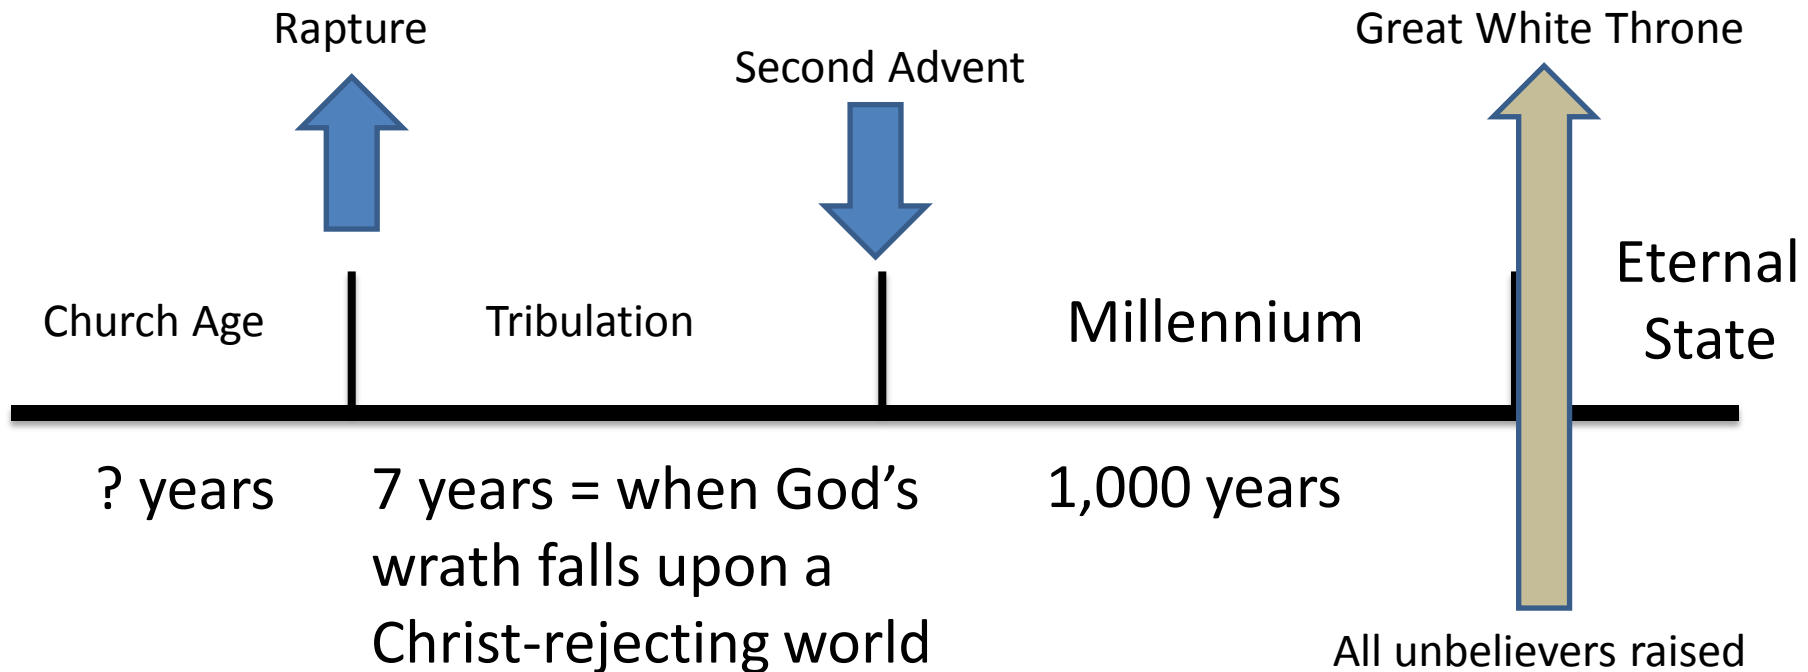 Rapture
Second Advent
Great White Throne
Church Age
Tribulation
Millennium
Eternal
State
? years
7 years = when God’s
wrath falls upon a
Christ-rejecting world
1,000 years
All unbelievers raised